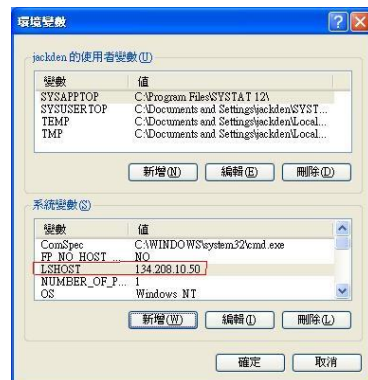 環境變數
jackden 的使用者變數(U)
變數 值
SYSAPPTOP C:\Program Files\SYSTAT 12\
SYSUSERTOP C:\Documents and Settings\jackden\SYST...
TEMP C:\Documents and Settings\jackden\Local...
TMP C:\Documents and Settings\jackden\Local...
新增(N) 編輯(E) 刪除(D)
系統變數(S)
變數 值
ComSpec C:\WINDOWS\system32\cmd.exe
FP_NO_HOST_... NO
LSHOST 134.208.10.50
NUMBER_OF_P... 1
OS Windows_NT
新增(W) 編輯(I) 刪除(L)
確定 取消